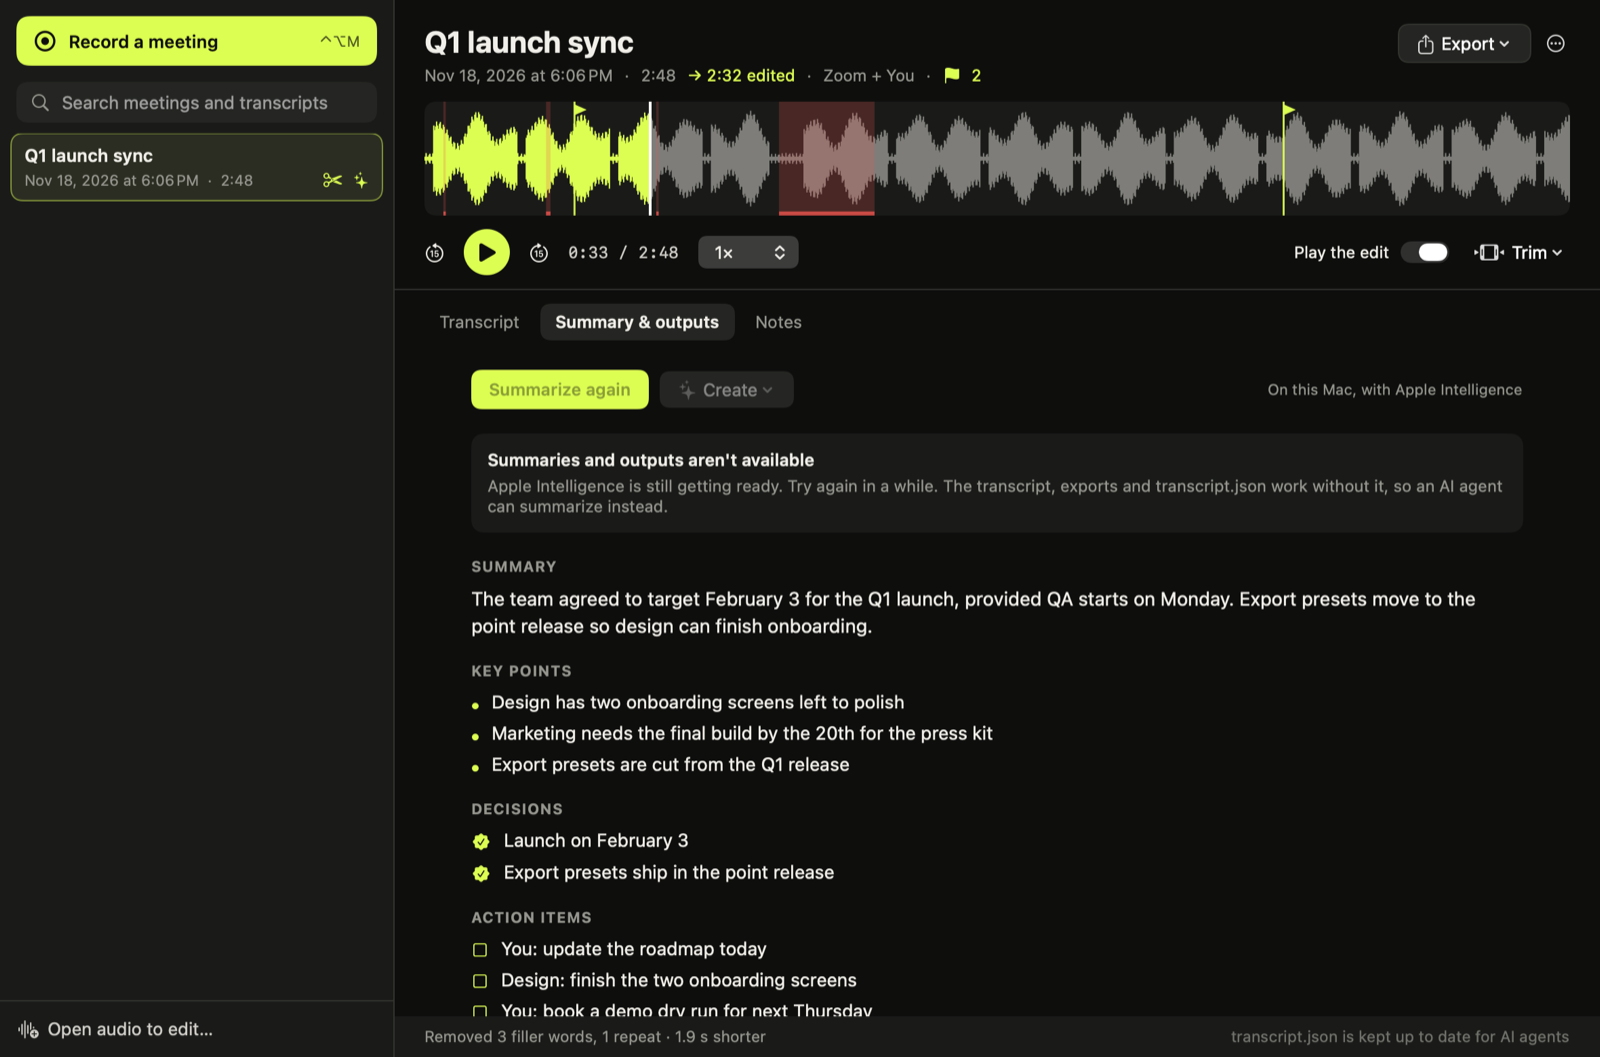 Record a meeting ^⌥M
Search meetings and transcripts
Q1 launch sync
Nov 18, 2026 at 6:06 PM · 2:48
Open audio to edit...
Q1 launch sync
Export
Nov 18, 2026 at 6:06 PM · 2:48 → 2:32 edited · Zoom + You · 2
15
15
0:33 / 2:48
1×
Play the edit
Trim
Transcript
Summary & outputs
Notes
Summarize again
Create
On this Mac, with Apple Intelligence
Summaries and outputs aren't available
Apple Intelligence is still getting ready. Try again in a while. The transcript, exports and transcript.json work without it, so an AI agent
can summarize instead.
SUMMARY
The team agreed to target February 3 for the Q1 launch, provided QA starts on Monday. Export presets move to the
point release so design can finish onboarding.
KEY POINTS
Design has two onboarding screens left to polish
Marketing needs the final build by the 20th for the press kit
Export presets are cut from the Q1 release
DECISIONS
Launch on February 3
Export presets ship in the point release
ACTION ITEMS
You: update the roadmap today
Design: finish the two onboarding screens
You: book a demo dry run for next Thursday
Removed 3 filler words, 1 repeat · 1.9 s shorter
transcript.json is kept up to date for AI agents